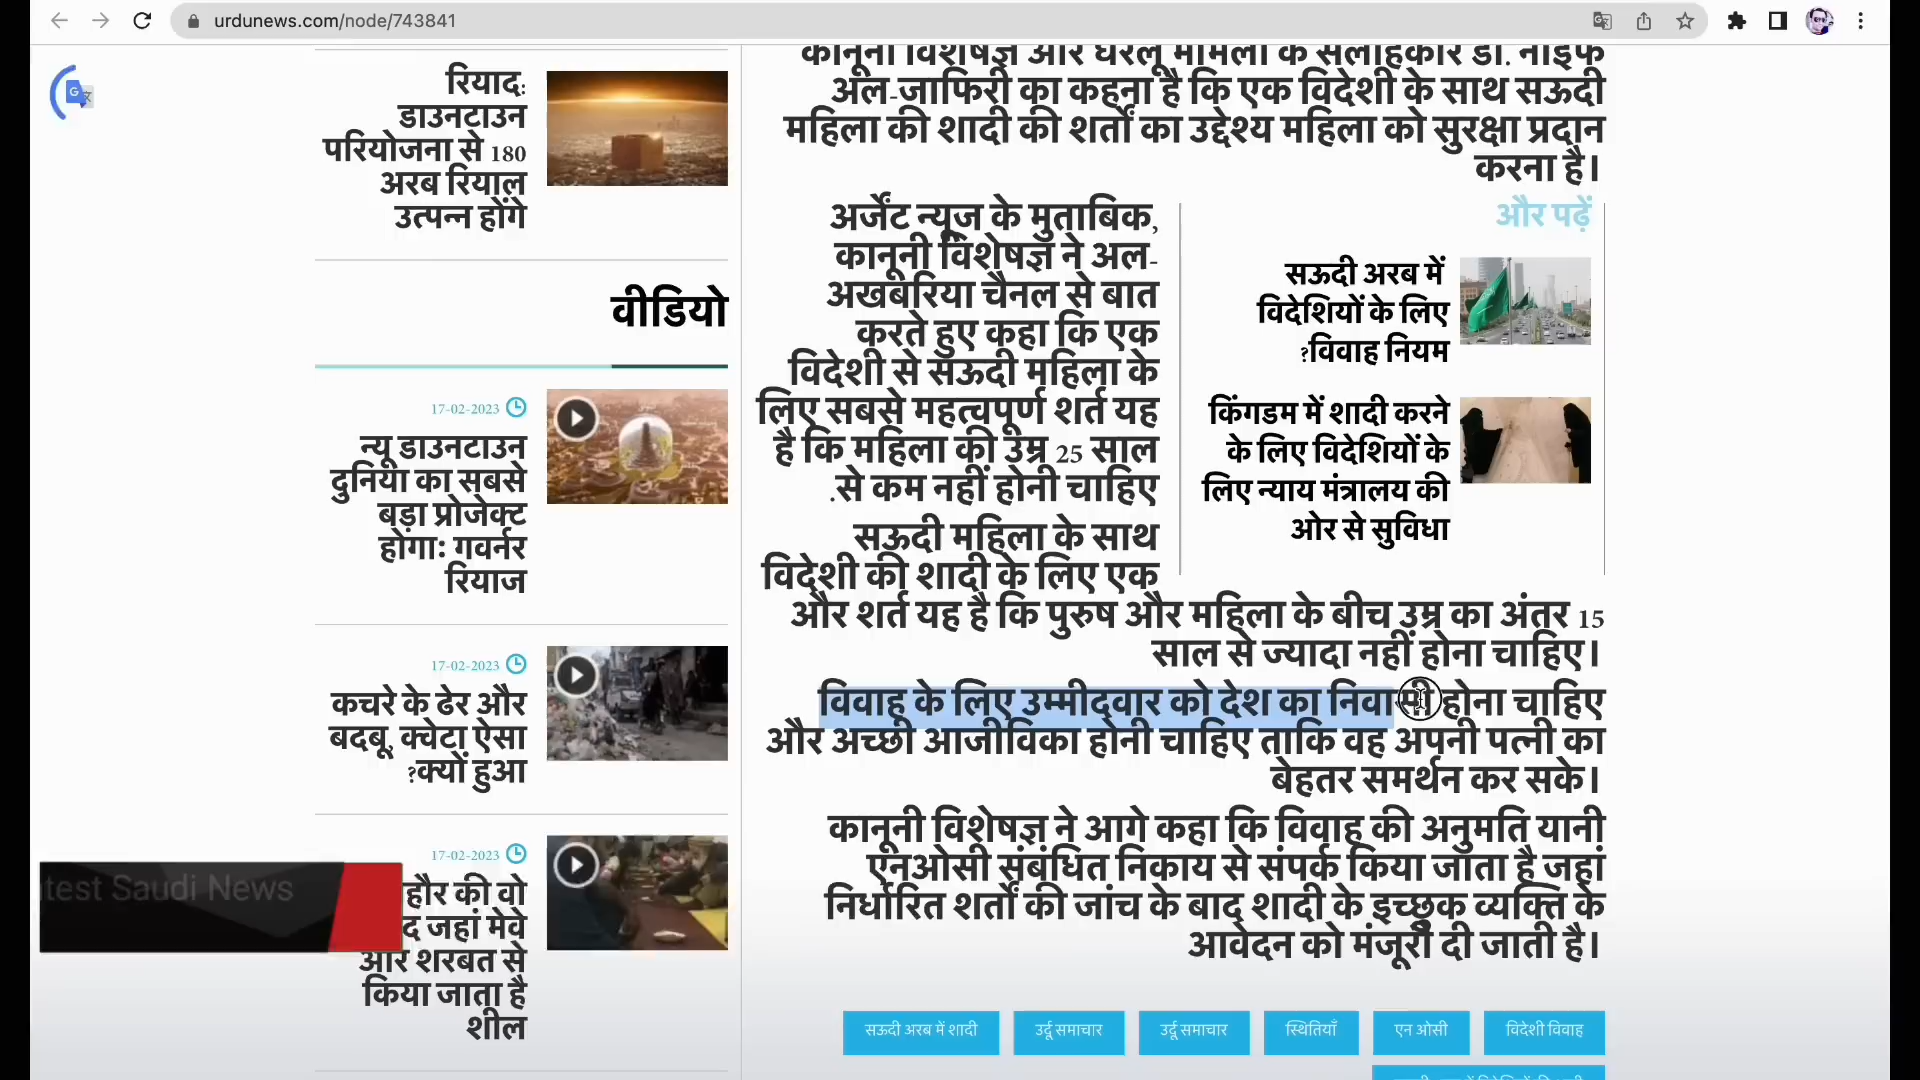 urdunews.com/node/743841
रियाद:
डाउनटाउन
परियोजना से 180
अरब रियाल
उत्पन्न होंगे
वीडियो
17-02-2023
न्यू डाउनटाउन
दुनिया का सबसे
बड़ा प्रोजेक्ट
होगा: गवर्नर
रियाज
17-02-2023
कचरे के ढेर और
बदबू, क्वेटा ऐसा
?क्यों हुआ
17-02-2023
हौर की वो
द जहां मेवे
और शरबत से
किया जाता है
शील
test Saudi News
कानूनी विशेषज्ञ और घरेलू मामलों के सलाहकार डॉ. नाइफ
अल-जाफिरी का कहना है कि एक विदेशी के साथ सऊदी
महिला की शादी की शर्तों का उद्देश्य महिला को सुरक्षा प्रदान
करना है।
और पढ़ें
सऊदी अरब में
विदेशियों के लिए
?विवाह नियम
किंगडम में शादी करने
के लिए विदेशियों के
लिए न्याय मंत्रालय की
ओर से सुविधा
अर्जेंट न्यूज के मुताबिक,
कानूनी विशेषज्ञ ने अल-
अखबरिया चैनल से बात
करते हुए कहा कि एक
विदेशी से सऊदी महिला के
लिए सबसे महत्वपूर्ण शर्त यह
है कि महिला की उम्र 25 साल
.से कम नहीं होनी चाहिए
सऊदी महिला के साथ
विदेशी की शादी के लिए एक
और शर्त यह है कि पुरुष और महिला के बीच उम्र का अंतर 15
साल से ज्यादा नहीं होना चाहिए।
विवाह के लिए उम्मीदवार को देश का निवासी होना चाहिए
और अच्छी आजीविका होनी चाहिए ताकि वह अपनी पत्नी का
बेहतर समर्थन कर सके।
कानूनी विशेषज्ञ ने आगे कहा कि विवाह की अनुमति यानी
एनओसी संबंधित निकाय से संपर्क किया जाता है जहां
निर्धारित शर्तों की जांच के बाद शादी के इच्छुक व्यक्ति के
आवेदन को मंजूरी दी जाती है।
सऊदी अरब में शादी उर्दू समाचार उर्दू समाचार स्थितियाँ एन ओसी विदेशी विवाह